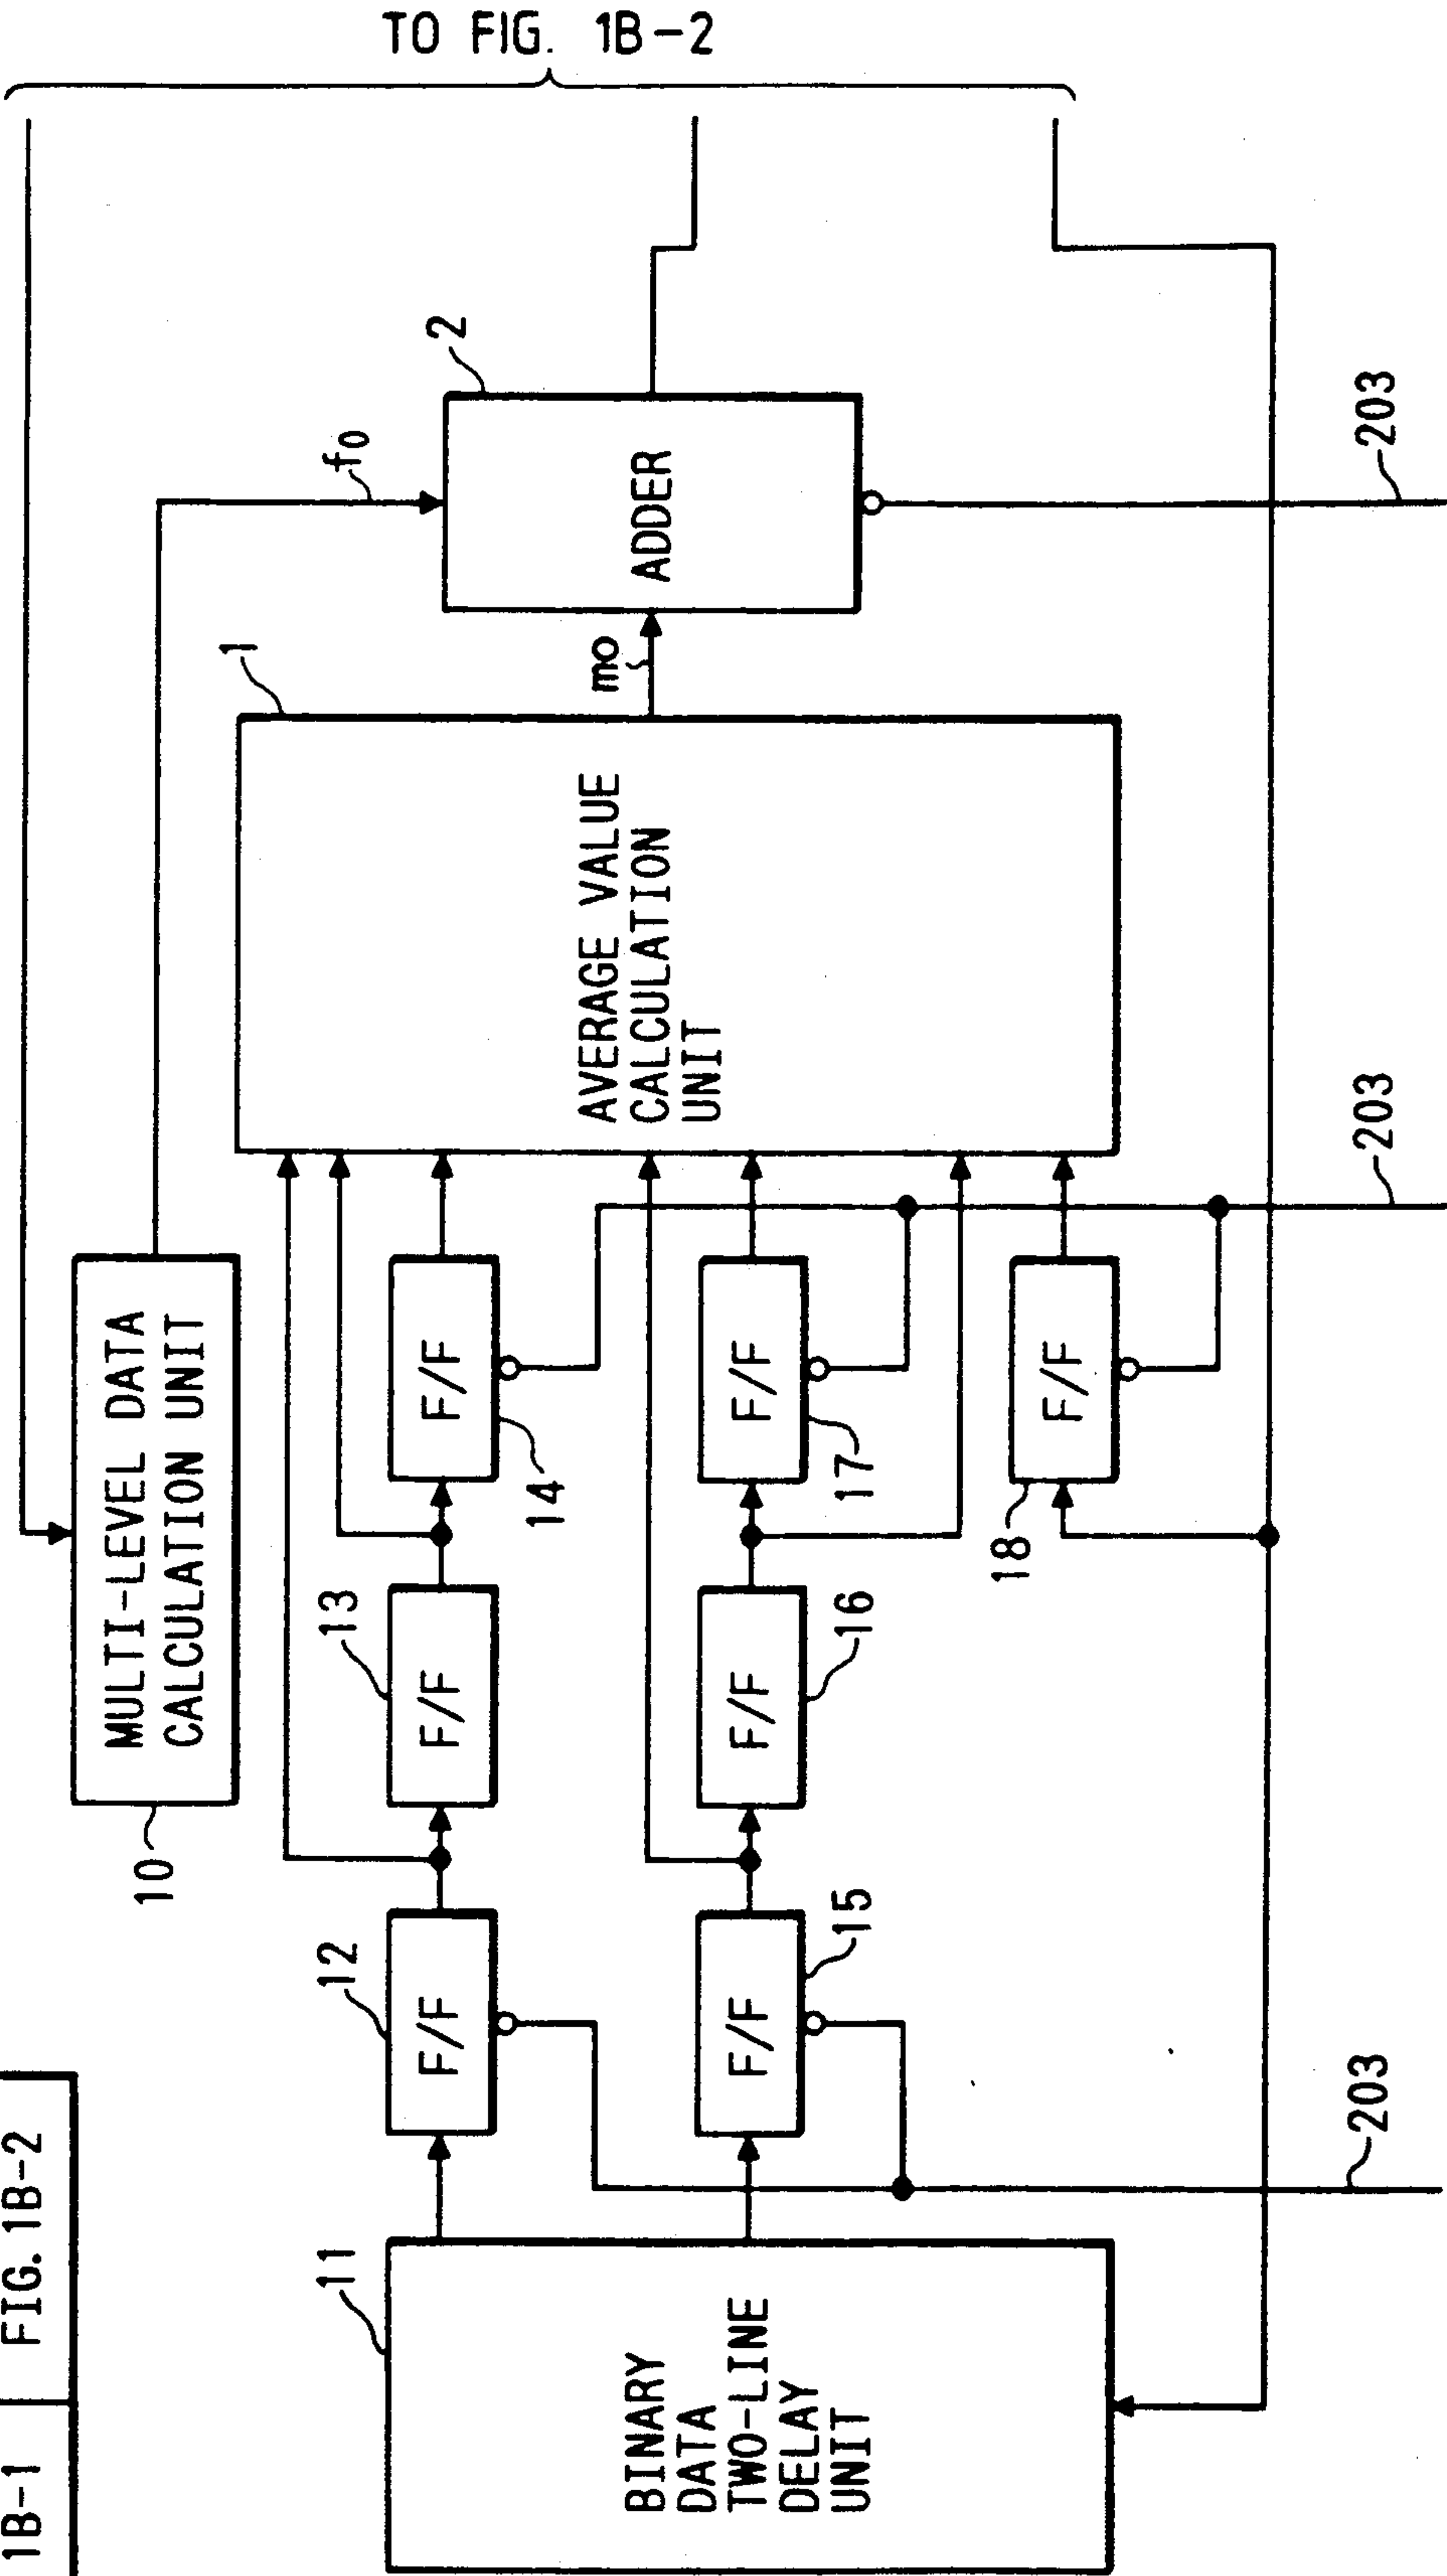 TO FIG. 1B-2
1B-1
FIG. 1B-2
10
MULTI-LEVEL DATA
CALCULATION UNIT
f0
2
ADDER
203
1
m0
AVERAGE VALUE
CALCULATION
UNIT
12
F/F
13
F/F
F/F
14
203
15
F/F
16
F/F
17
F/F
18
F/F
11
BINARY
DATA
TWO-LINE
DELAY
UNIT
203